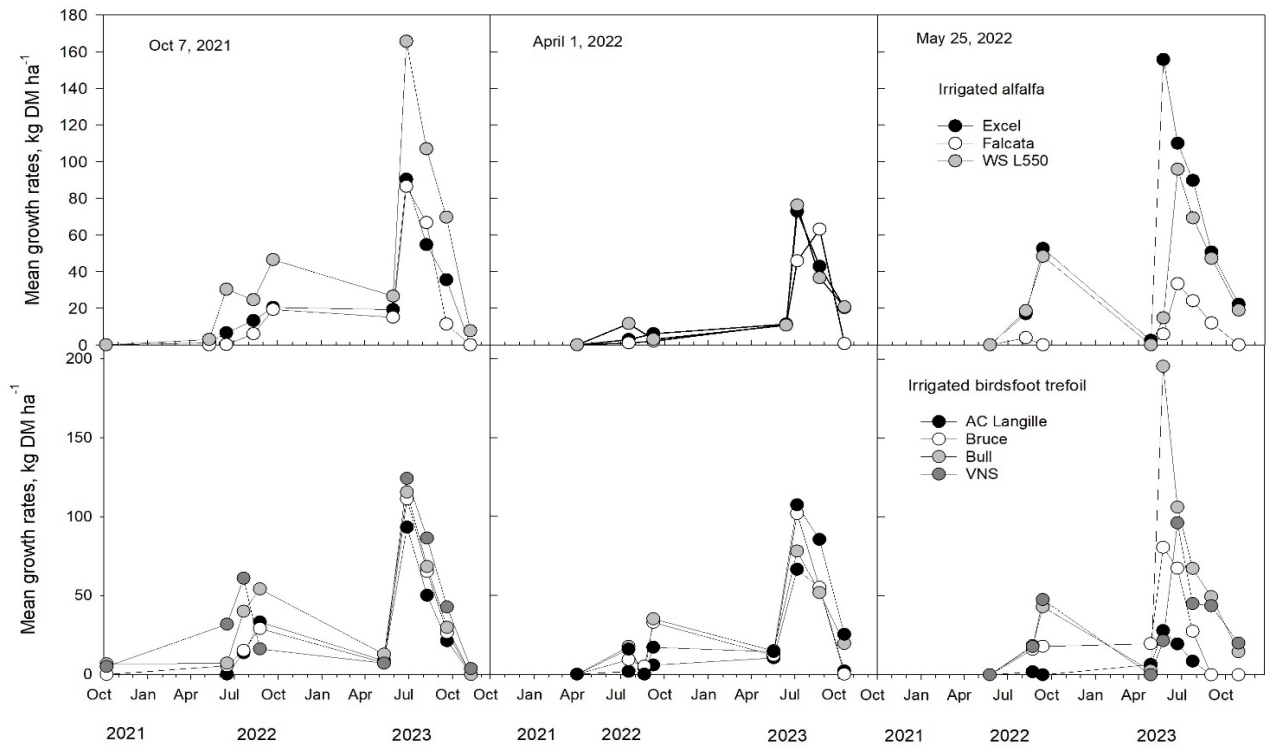 Oct 7, 2021
April 1, 2022
May 25, 2022
Mean growth rates, kg DM ha⁻¹
180
160
140
120
100
80
60
40
20
0
Irrigated alfalfa
Excel
Falcata
WS L550
Mean growth rates, kg DM ha⁻¹
200
150
100
50
0
Irrigated birdsfoot trefoil
AC Langille
Bruce
Bull
VNS
Oct Jan Apr Jul Oct Jan Apr Jul Oct Oct Jan Apr Jul Oct Jan Apr Jul Oct Oct Jan Apr Jul Oct Jan Apr Jul Oct
2021 2022 2023 2021 2022 2023 2021 2022 2023